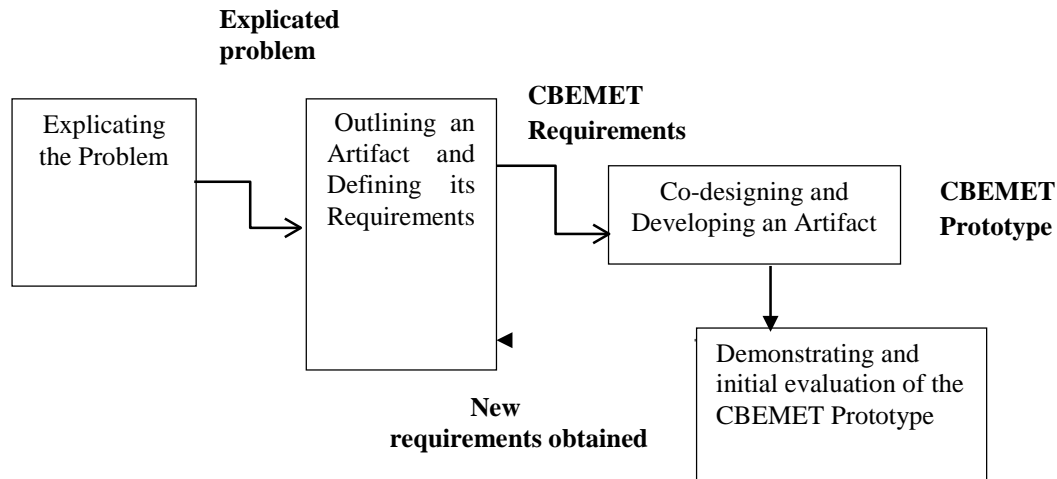 Explicated
problem
Explicating
the Problem
Outlining an
Artifact and
Defining its
Requirements
CBEMET
Requirements
Co-designing and
Developing an Artifact
CBEMET
Prototype
Demonstrating and
initial evaluation of the
CBEMET Prototype
New
requirements obtained